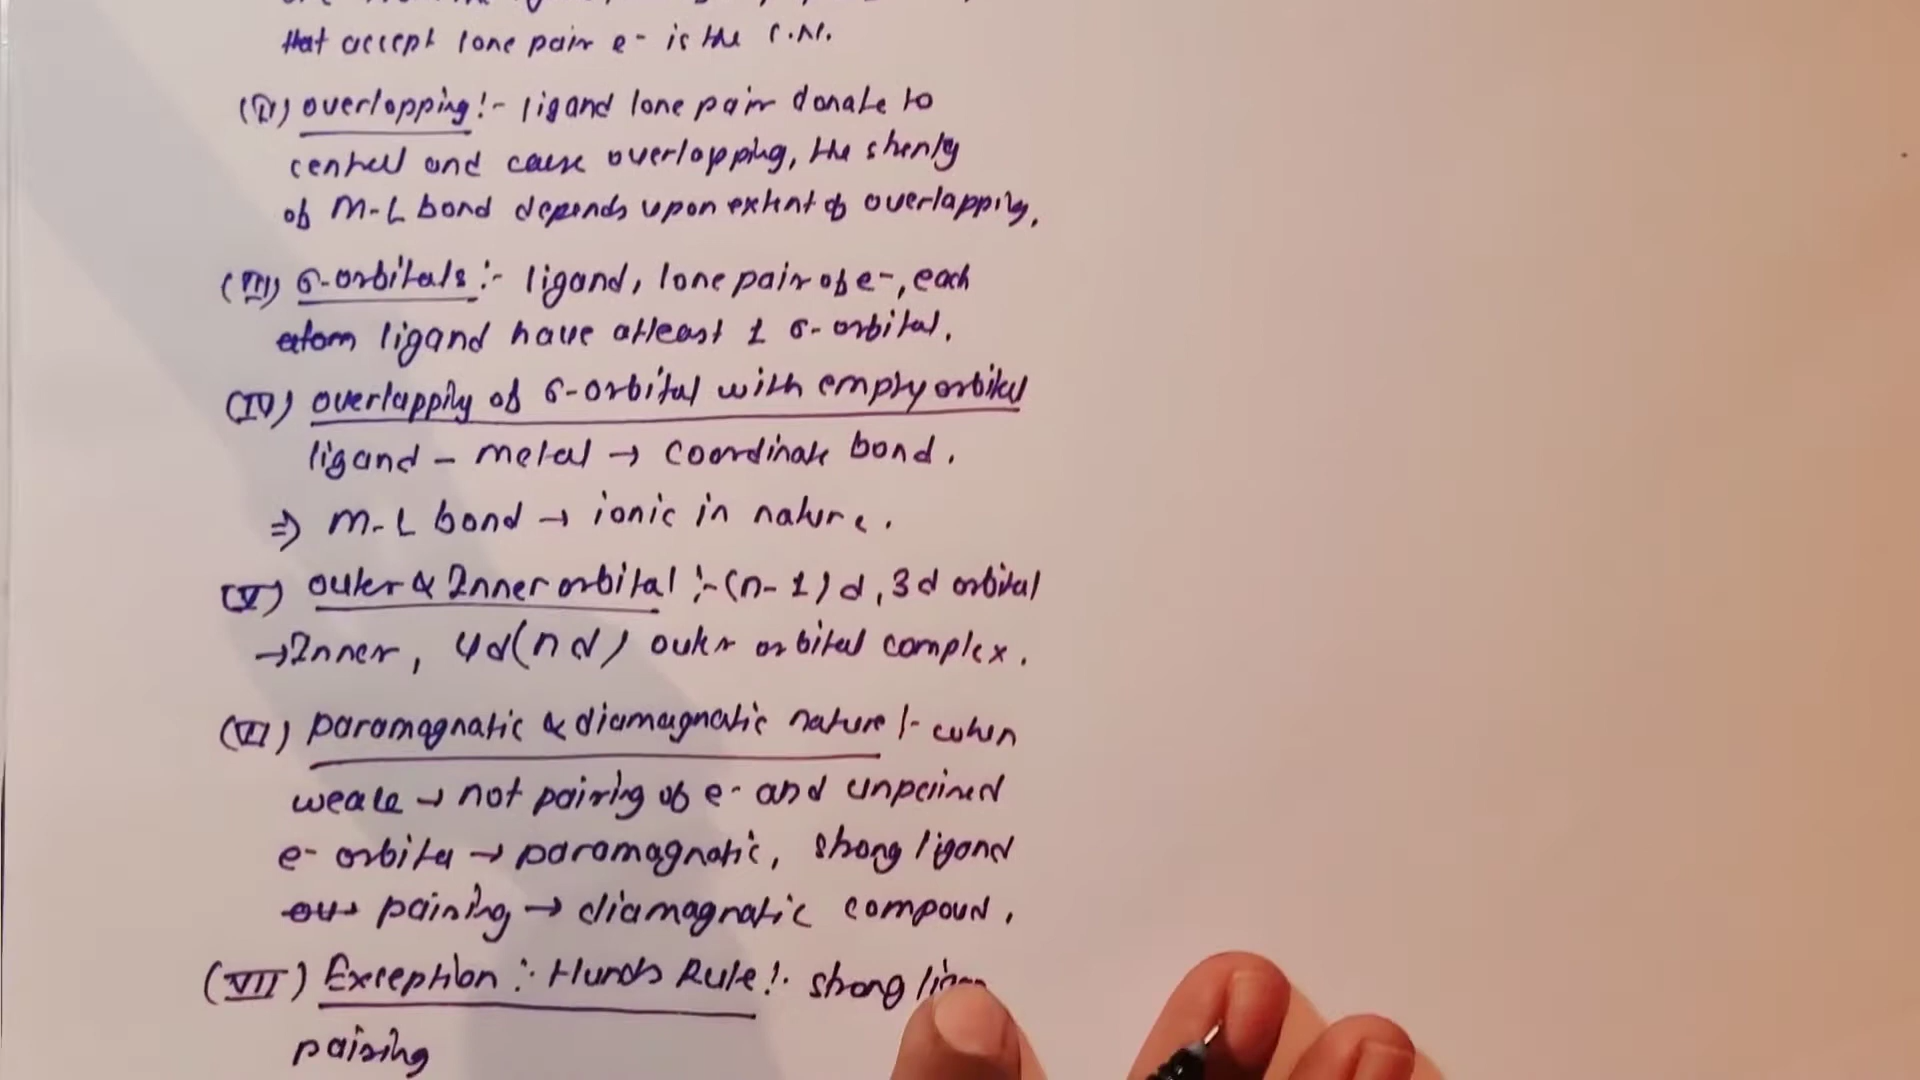 that accept lone pair e- is the C.N.
(II) overlapping :- ligand lone pair donate to
centrel and cause overlapping, the strenty
of M-L bond depends upon extent of overlapping.
(III) σ-orbitals :- ligand, lone pair of e-, each
atom ligand have atleast 1 σ-orbital.
(IV) overlapping of σ-orbital with empty orbital
ligand - metal → coordinate bond.
⇒ M-L bond → ionic in nature.
(V) outer & Inner orbital :- (n-1)d, 3d orbital
→ Inner, 4d(nd) outer orbital complex.
(VI) paramagnatic & diamagnatic nature :- when
weak → not pairing of e- and unpaired
e- orbital → paramagnatic, strong ligand
pairing → diamagnatic compoud.
(VII) Exception : Hunds Rule :- strong
pairing